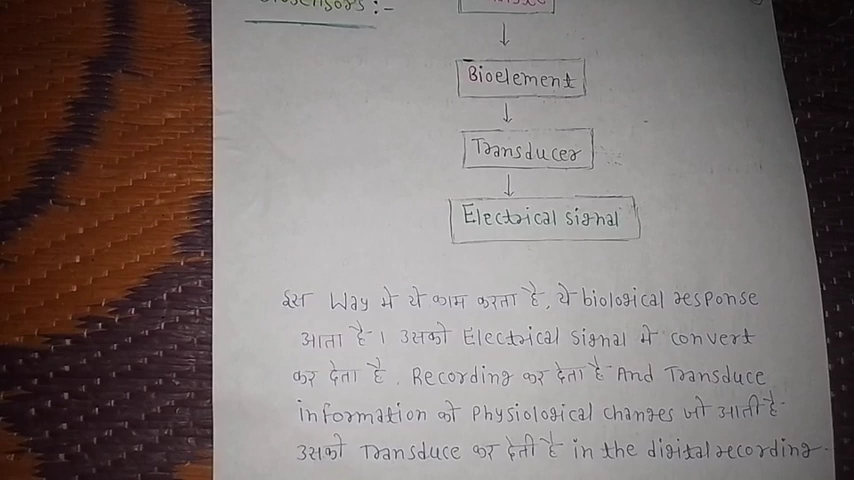 Biosensors :-
Bioelement
Transducer
Electrical signal
इस Way मे ये काम करता है, ये biological response
आता है। उसको Electrical signal मे convert
कर देता है, Recording कर देता है And Transduce
information को Physiological changes जो आती है
उसको Transduce कर देती है in the digital recording.